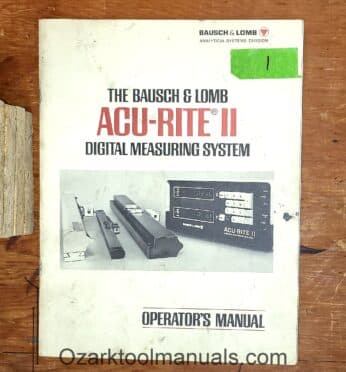 BAUSCH & LOMB
ANALYTICAL SYSTEMS DIVISION
1
THE BAUSCH & LOMB
ACU-RITE® II
DIGITAL MEASURING SYSTEM
ACU-RITE II
OPERATOR'S MANUAL
Ozarktoolmanuals.com